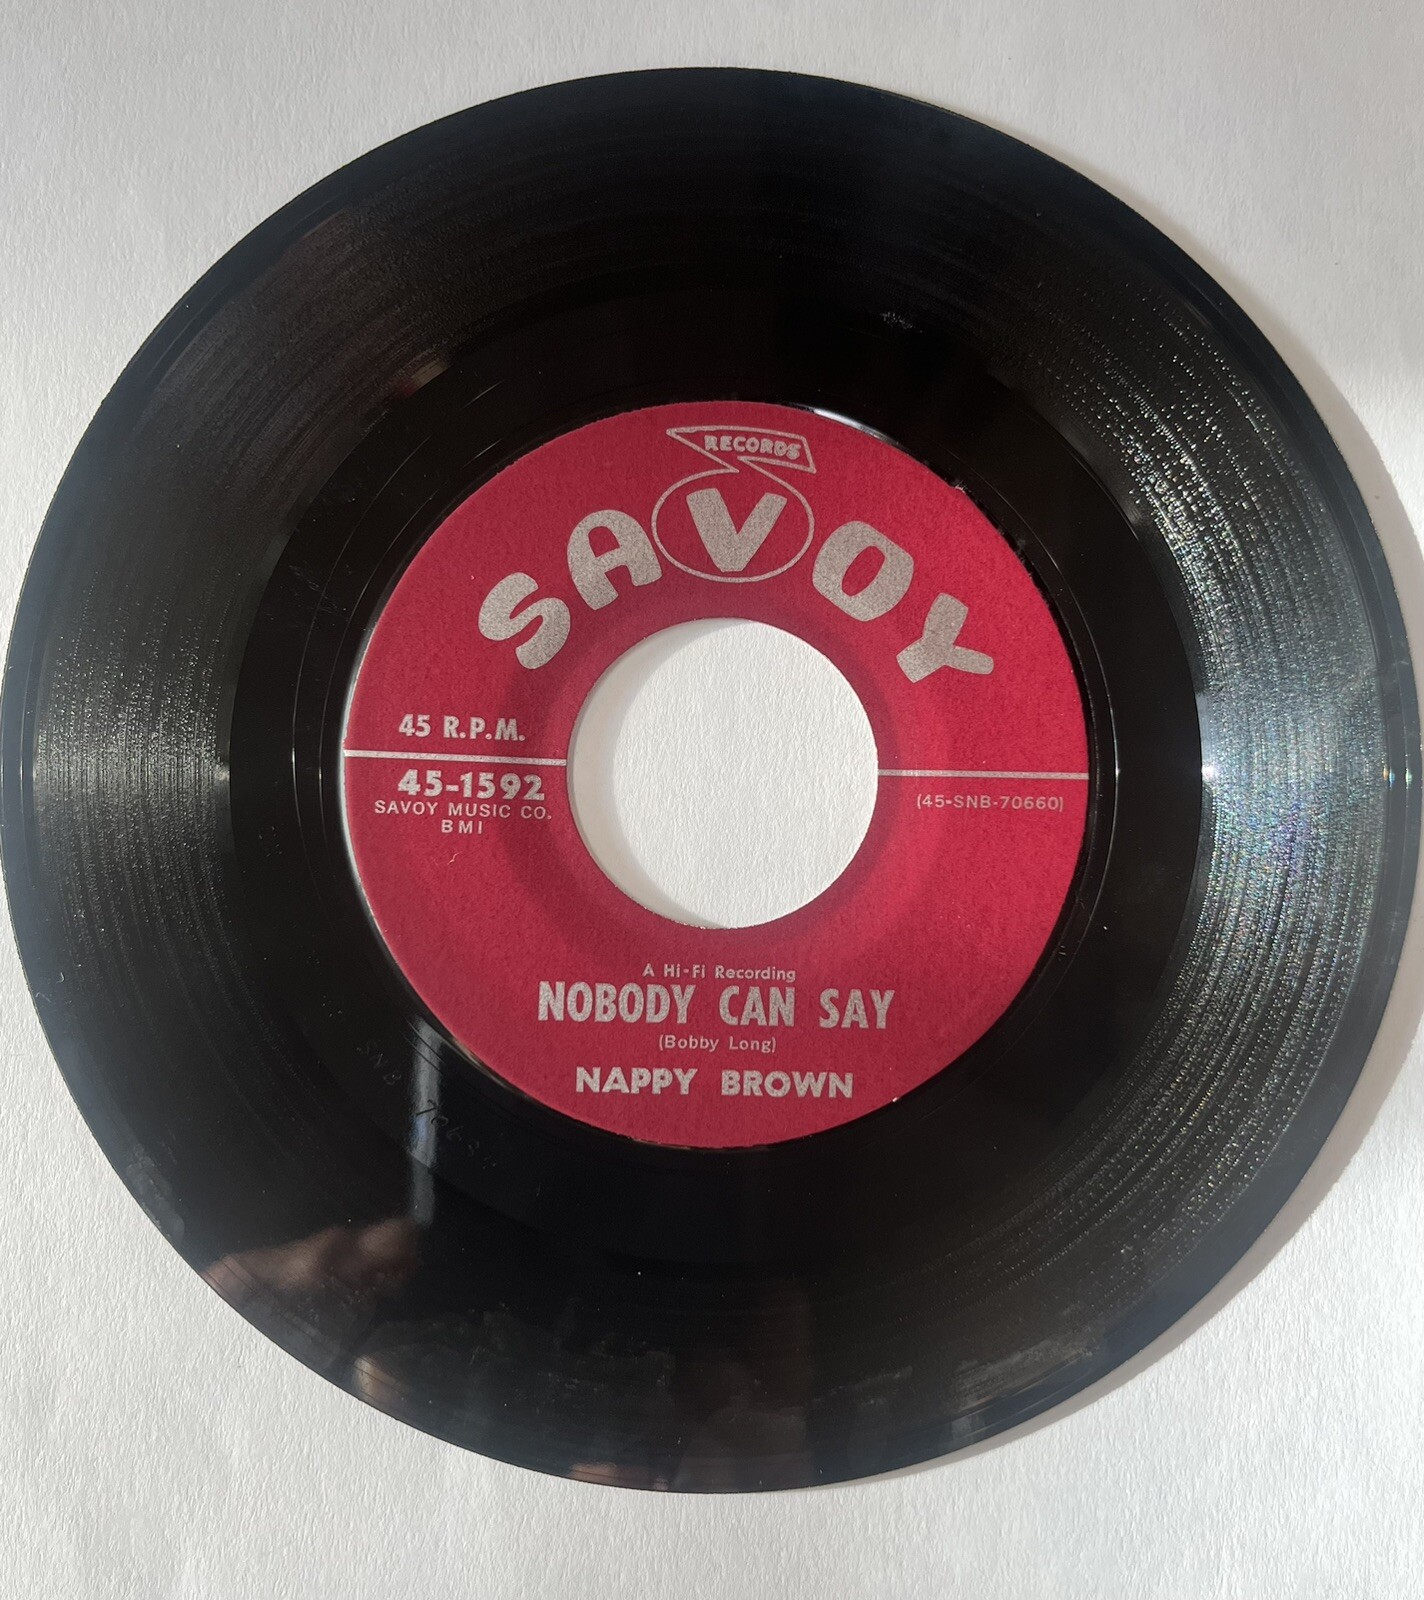 RECORDS
SAVOY
45 R.P.M.
45-1592
SAVOY MUSIC CO.
BMI
(45-SNB-70660)
A Hi-Fi Recording
NOBODY CAN SAY
(Bobby Long)
NAPPY BROWN
SNB